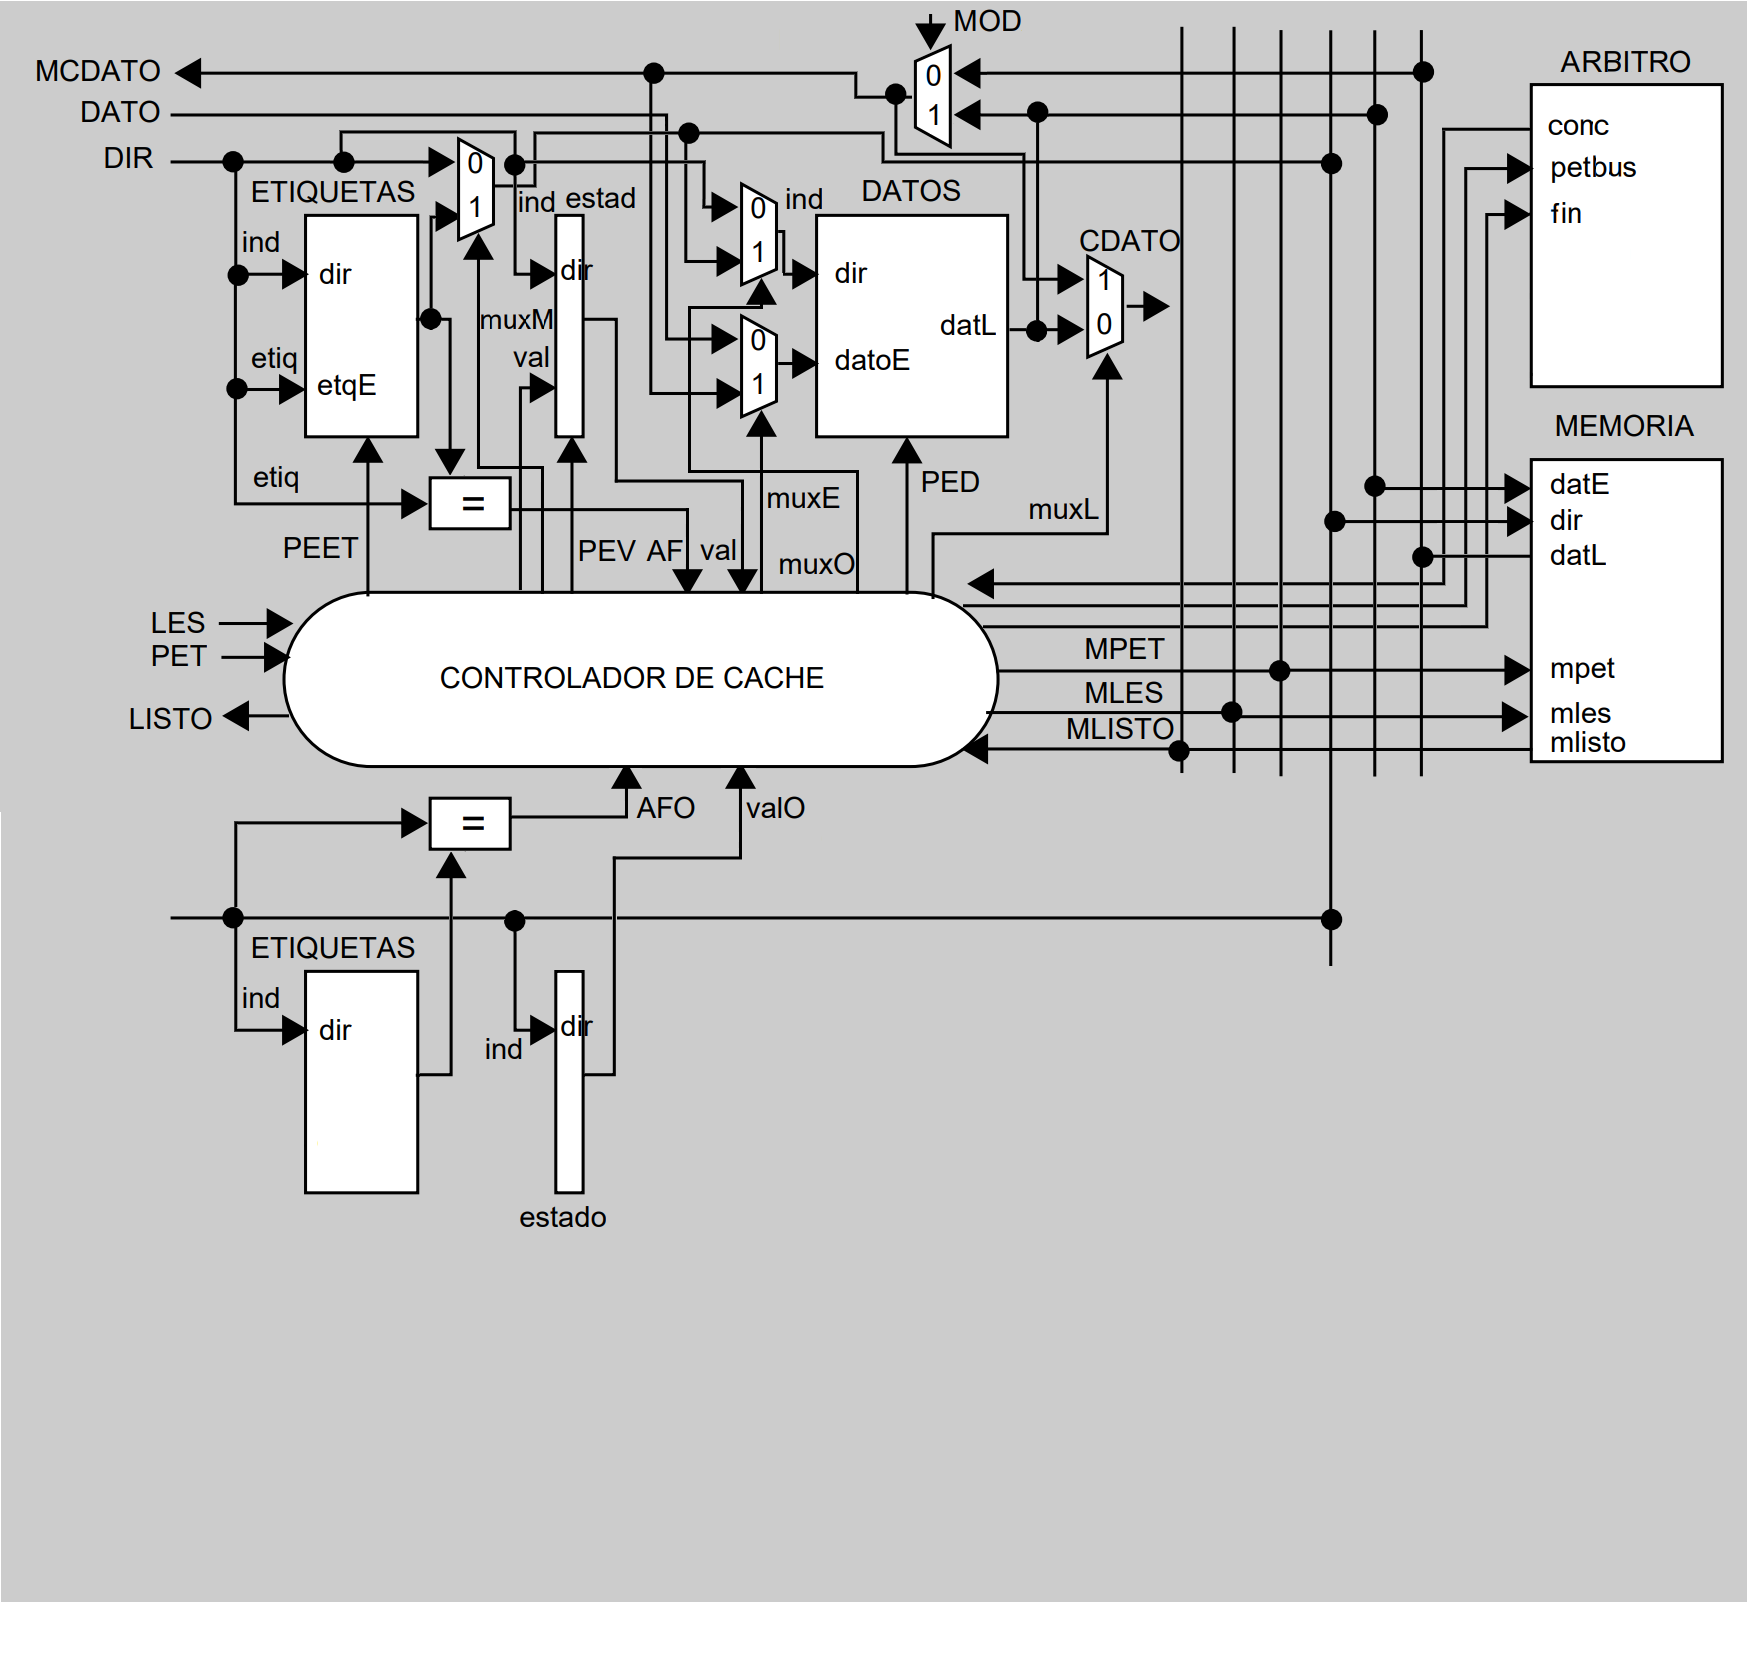 MOD
MCDATO
0
ARBITRO
DATO
1
conc
DIR
0
petbus
ETIQUETAS
1
ind
estad
0
ind
DATOS
fin
ind
1
CDATO
dir
dir
dir
1
muxM
datL
0
etiq
val
0
datoE
etqE
1
MEMORIA
etiq
=
muxE
PED
muxL
datE
dir
PEET
PEV
AF
val
muxO
datL
LES
PET
CONTROLADOR DE CACHE
MPET
mpet
LISTO
MLES
mles
MLISTO
mlisto
=
AFO
valO
ETIQUETAS
ind
dir
dir
ind
estado